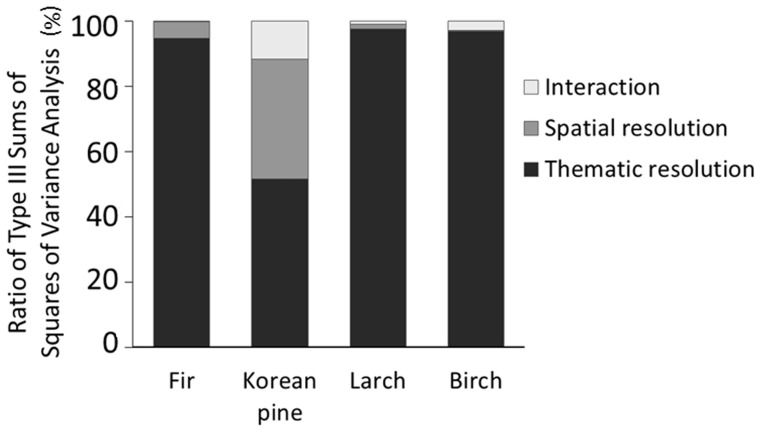 Ratio of Type III Sums of
Squares of Variance Analysis (%)
100
80
60
40
20
0
Fir
Korean
pine
Larch
Birch
Interaction
Spatial resolution
Thematic resolution